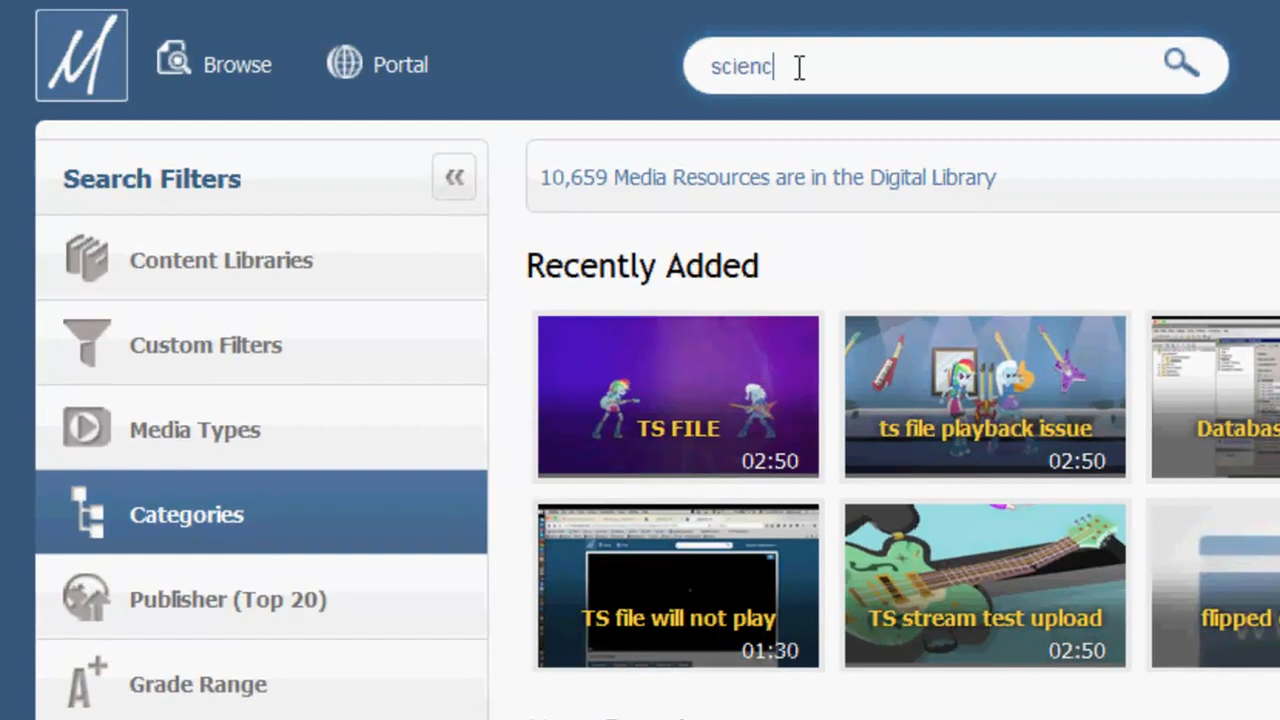 M
Browse
Portal
scienc
Search Filters
10,659 Media Resources are in the Digital Library
Content Libraries
Recently Added
Custom Filters
Media Types
TS FILE
02:50
ts file playback issue
02:50
Categories
Publisher (Top 20)
TS file will not play
01:30
TS stream test upload
02:50
flipped
A+ Grade Range